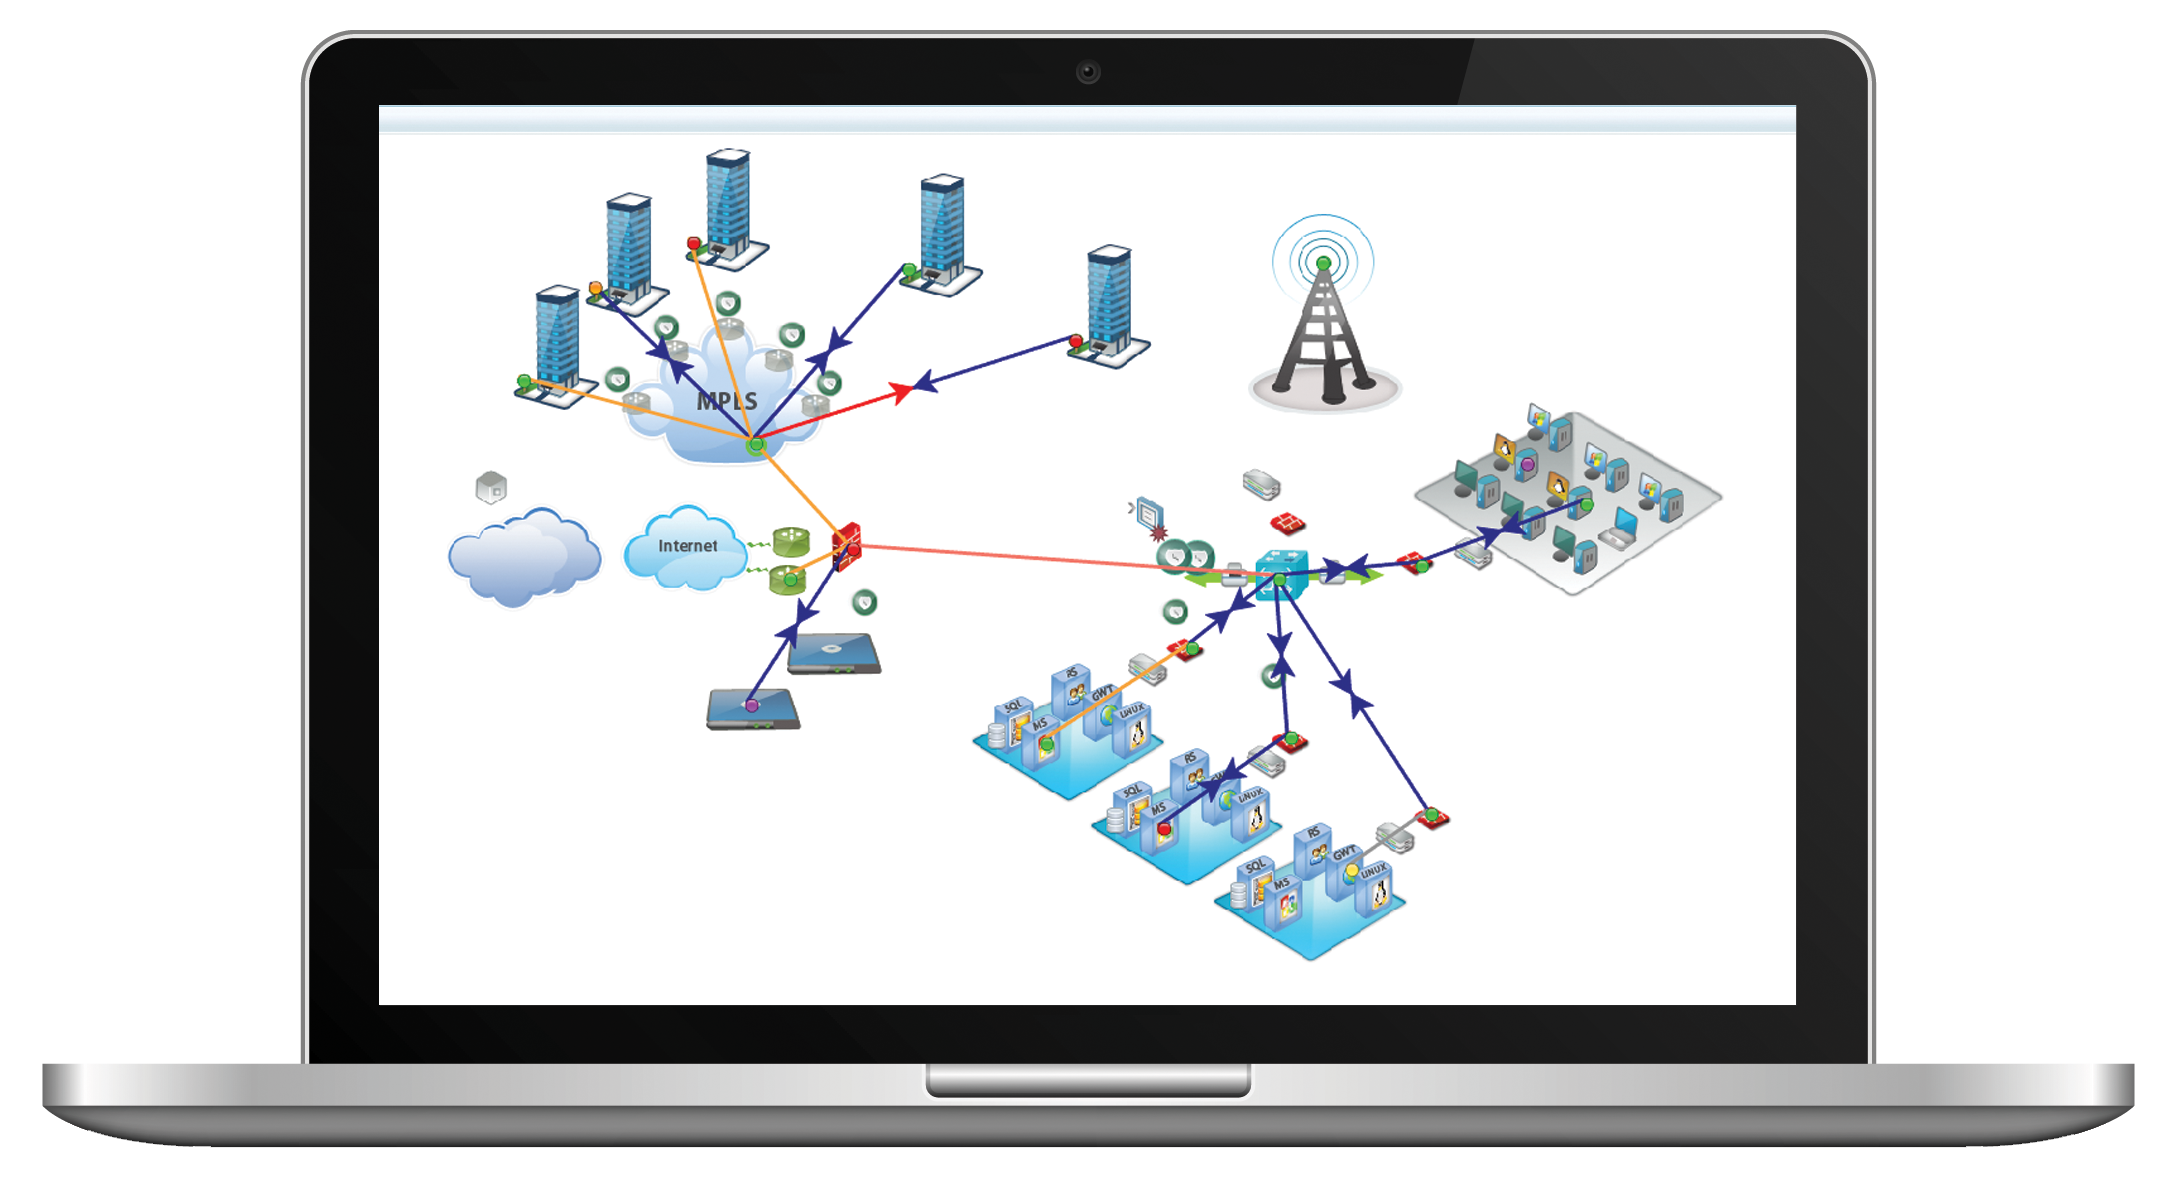 MPLS
Internet
RS
SQL
GWT
MS
LINUX
RS
SQL
MS
LINUX
RS
GWT
SQL
LINUX
MS